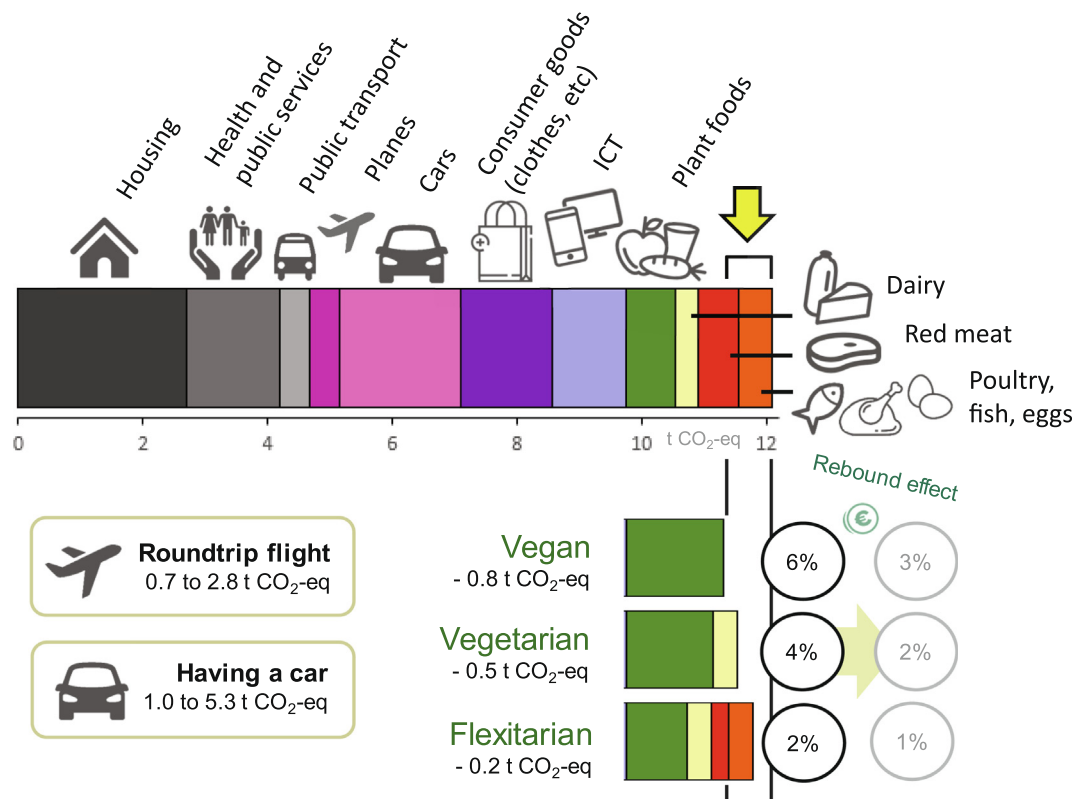 Housing
Health and
public services
Public transport
Planes
Cars
Consumer goods
(clothes, etc)
ICT
Plant foods
Dairy
Red meat
Poultry,
fish, eggs
0 2 4 6 8 10 t CO₂-eq 12
Rebound effect
€
Roundtrip flight
0.7 to 2.8 t CO₂-eq
Having a car
1.0 to 5.3 t CO₂-eq
Vegan
- 0.8 t CO₂-eq
6% 3%
Vegetarian
- 0.5 t CO₂-eq
4% 2%
Flexitarian
- 0.2 t CO₂-eq
2% 1%